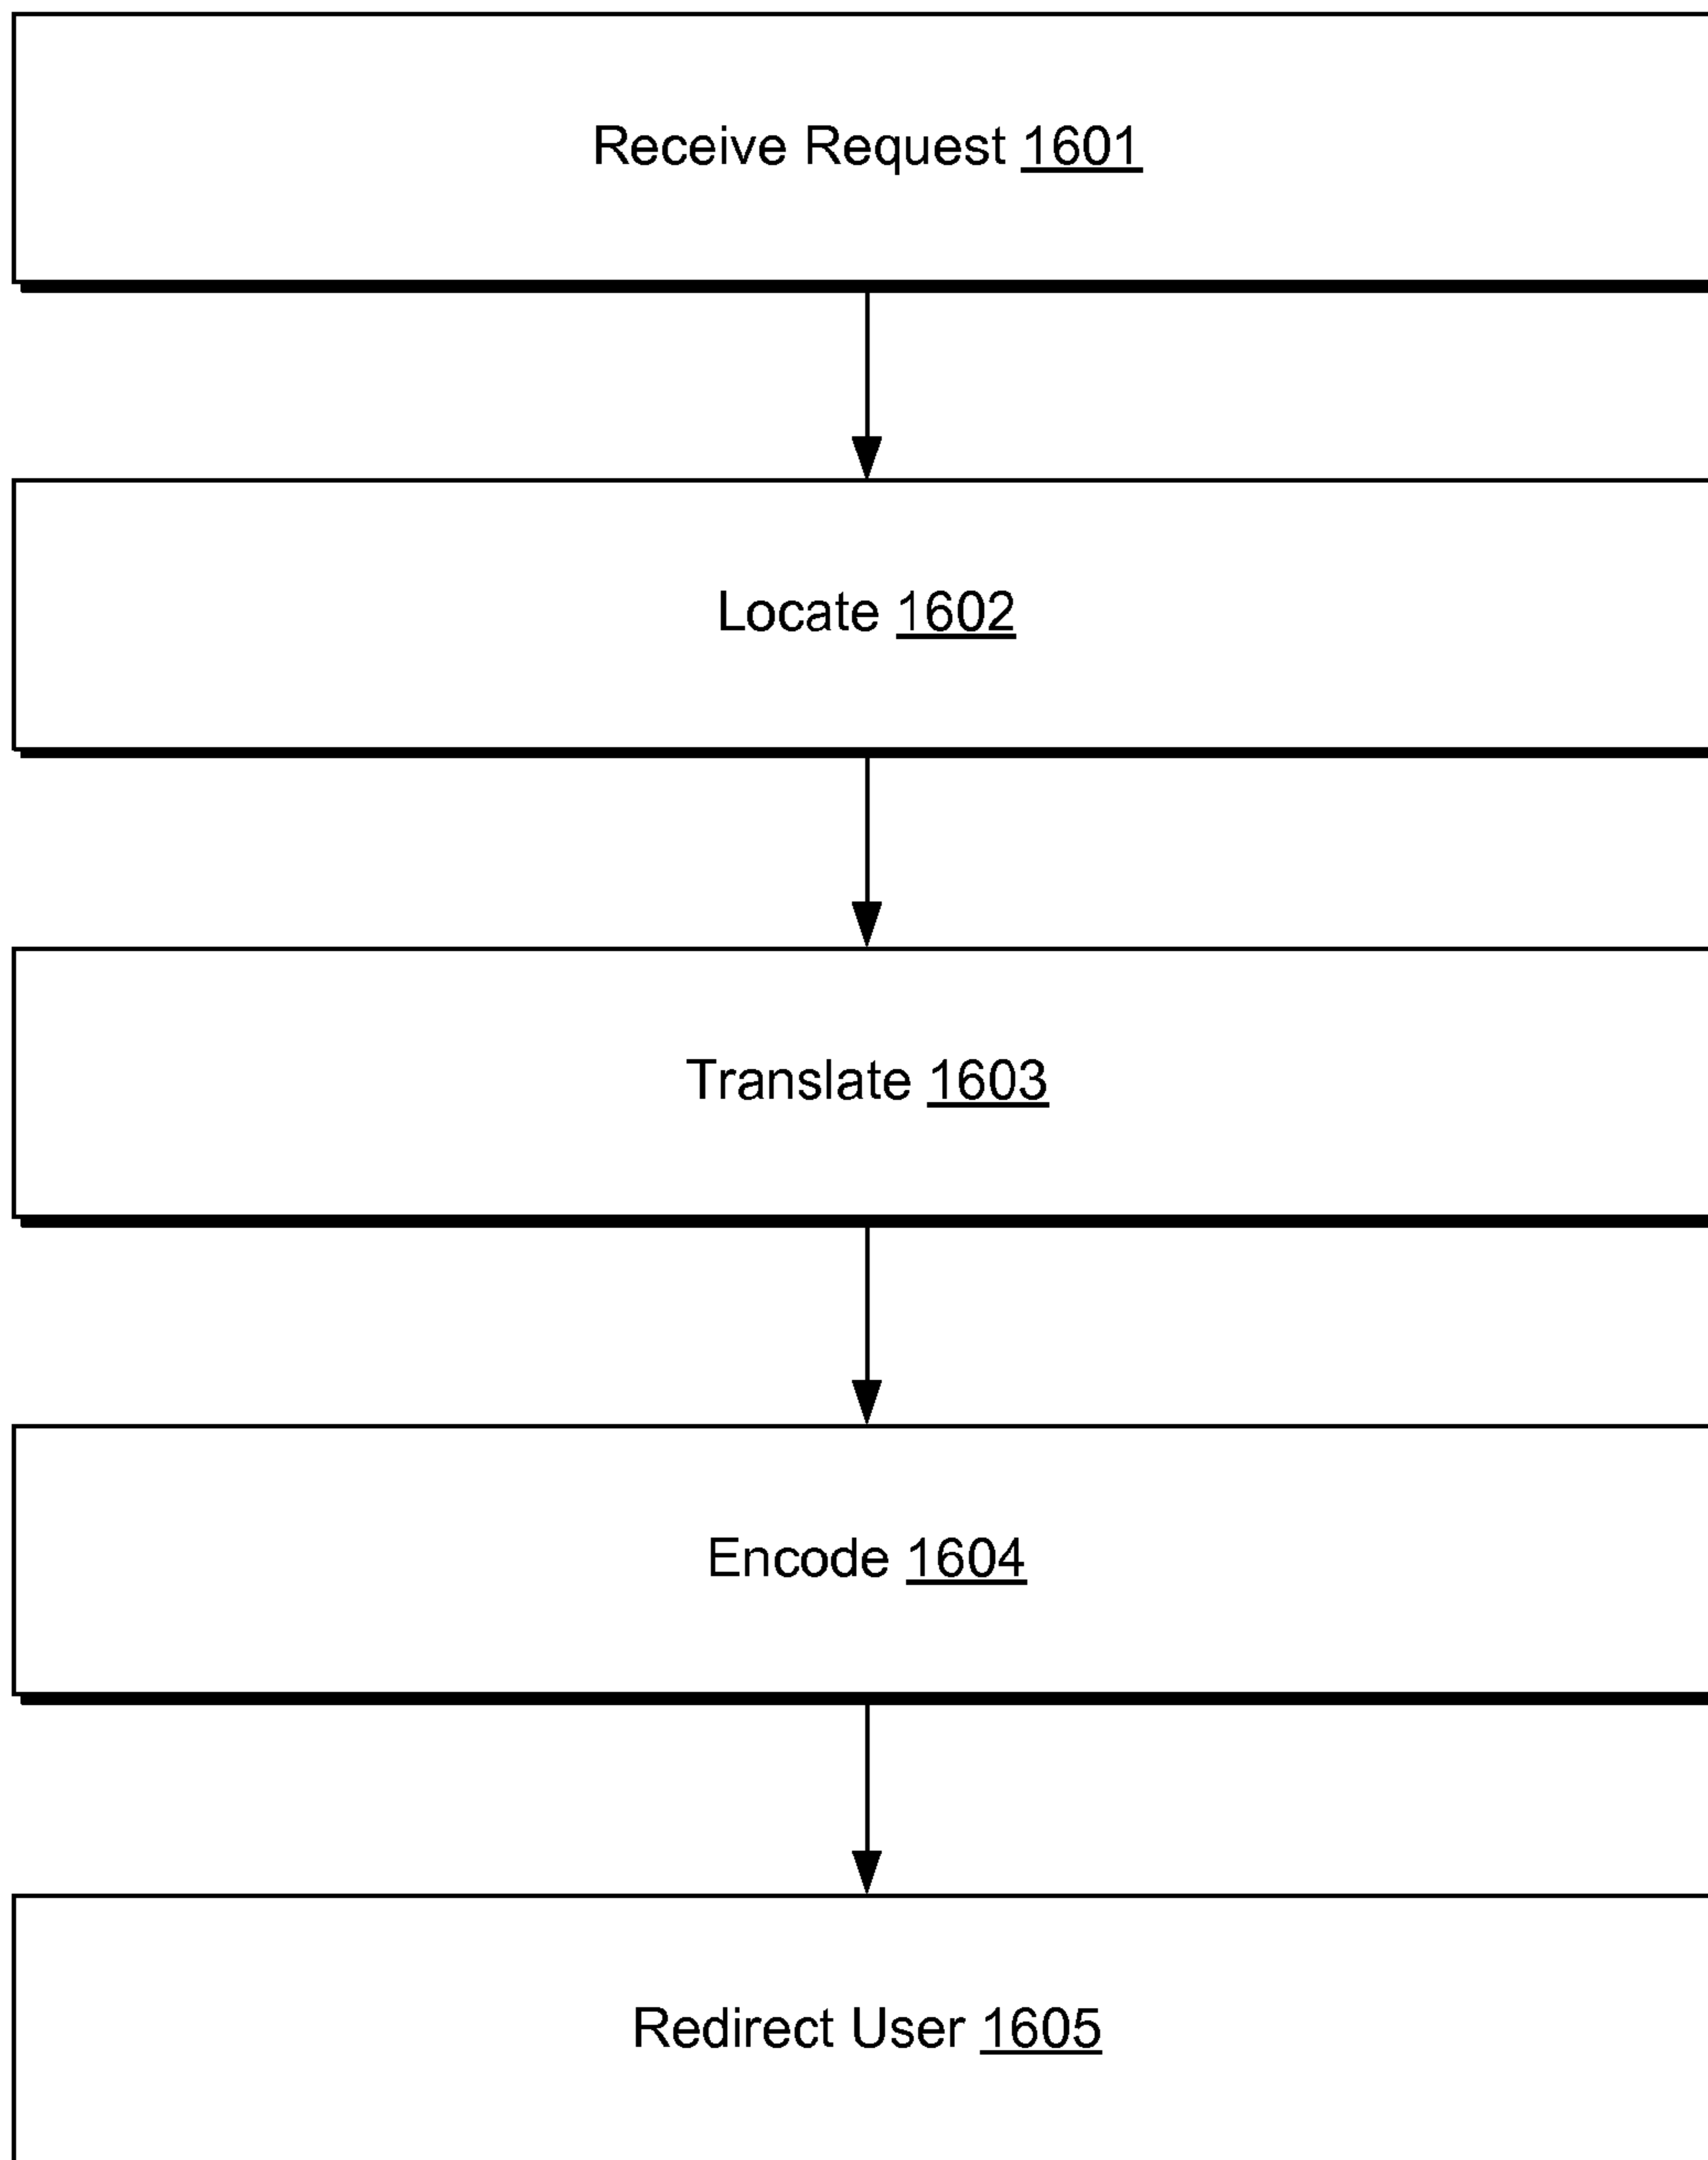 Receive Request 1601
Locate 1602
Translate 1603
Encode 1604
Redirect User 1605